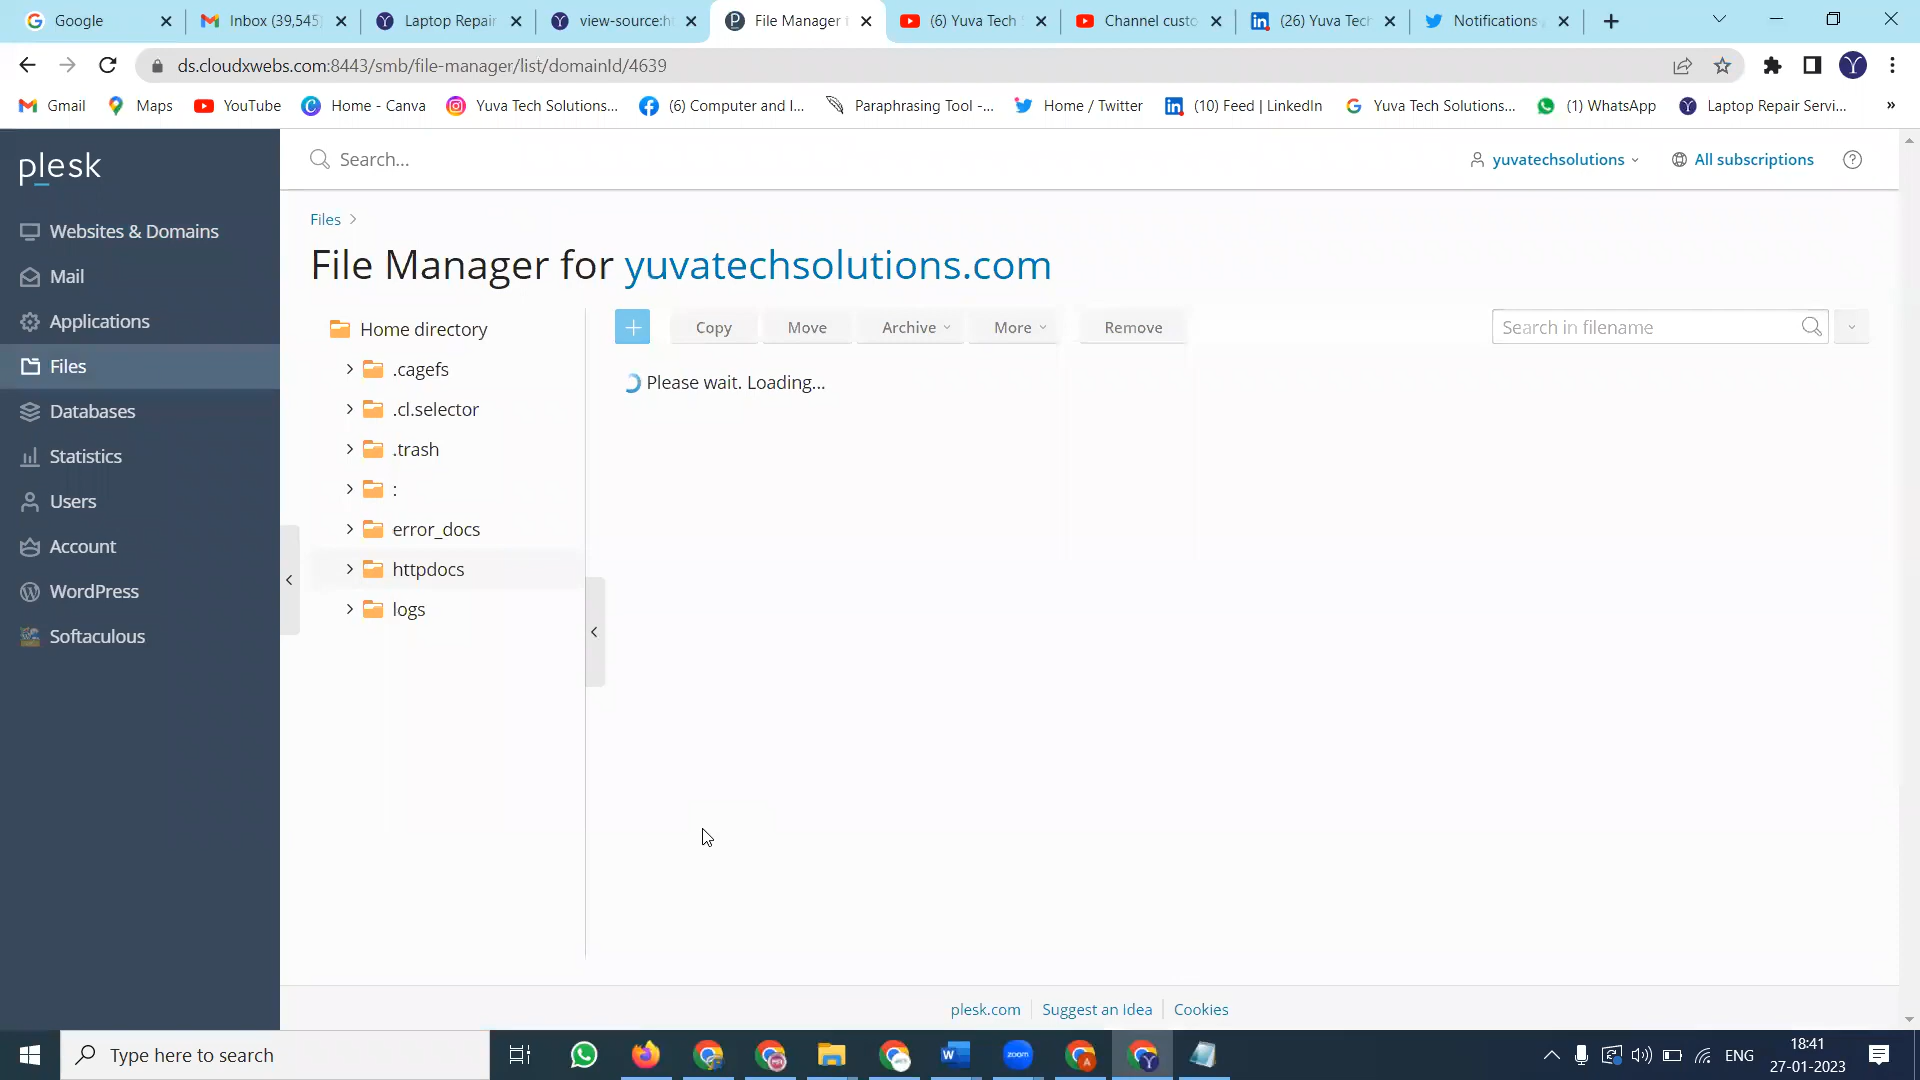 Google
Inbox (39,545
Laptop Repair
view-source:ht
File Manager i
(6) Yuva Tech
Channel custo
(26) Yuva Tec
Notifications
ds.cloudxwebs.com:8443/smb/file-manager/list/domainId/4639
Gmail
Maps
YouTube
Home - Canva
Yuva Tech Solutions...
(6) Computer and I...
Paraphrasing Tool -...
Home / Twitter
(10) Feed | LinkedIn
Yuva Tech Solutions...
(1) WhatsApp
Laptop Repair Servi...
»
plesk
Search...
yuvatechsolutions
All subscriptions
Websites & Domains
Mail
Applications
Files
Databases
Statistics
Users
Account
WordPress
Softaculous
Files >
File Manager for yuvatechsolutions.com
Home directory
.cagefs
.cl.selector
.trash
:
error_docs
httpdocs
logs
+
Copy
Move
Archive
More
Remove
Search in filename
Please wait. Loading...
plesk.com
Suggest an Idea
Cookies
Type here to search
zoom
ENG
18:41
27-01-2023